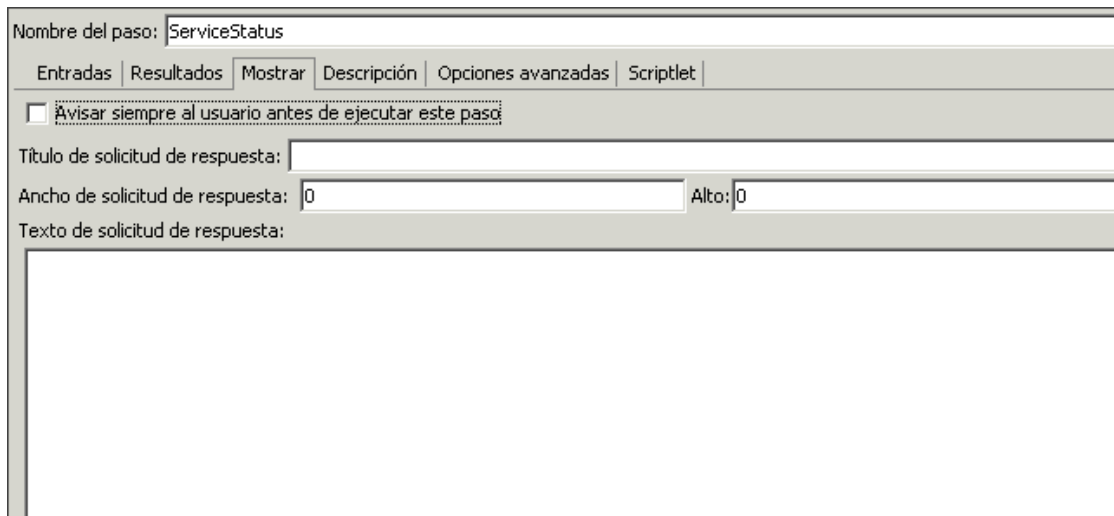 Nombre del paso: ServiceStatus
Entradas Resultados Mostrar Descripción Opciones avanzadas Scriptlet
Avisar siempre al usuario antes de ejecutar este paso
Título de solicitud de respuesta:
Ancho de solicitud de respuesta: 0 Alto: 0
Texto de solicitud de respuesta: